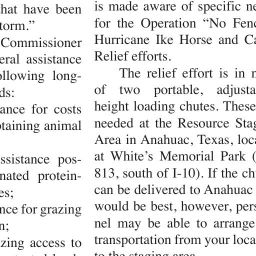 that have been
torm.”
Commissioner
eral assistance
ollowing long-
ds:
ance for costs
otaining animal
ssistance pos-
nated protein-
es;
nce for grazing
n;
zing access to
is made aware of specific ne
for the Operation “No Fenc
Hurricane Ike Horse and Ca
Relief efforts.
The relief effort is in n
of two portable, adjusta
height loading chutes. These
needed at the Resource Stag
Area in Anahuac, Texas, loca
at White’s Memorial Park (
813, south of I-10). If the chu
can be delivered to Anahuac
would be best, however, pers
nel may be able to arrange
transportation from your loca
to the staging area